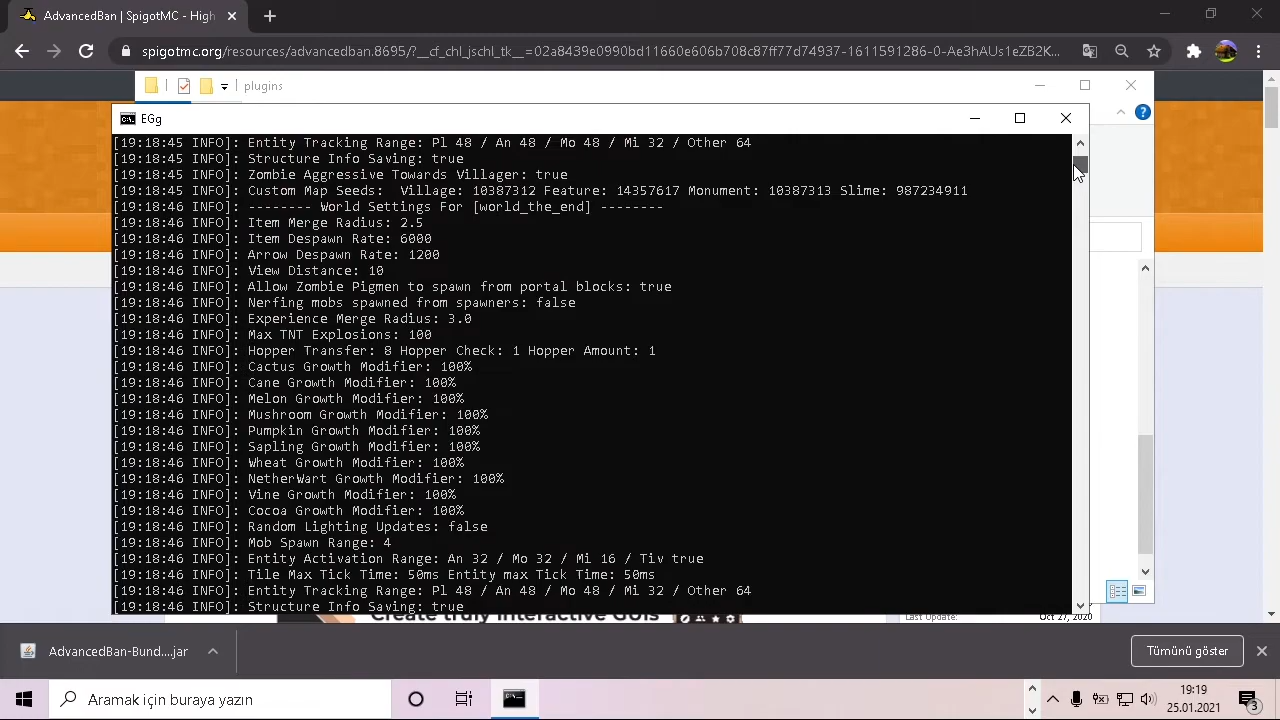 AdvancedBan | SpigotMC - High
spigotmc.org/resources/advancedban.8695/?__cf_chl_jschl_tk__=02a8439e0990bd11660e606b708c87ff77d74937-1611591286-0-Ae3hAUs1eZB2K...
plugins
EGg
[19:18:45 INFO]: Entity Tracking Range: Pl 48 / An 48 / Mo 48 / Mi 32 / Other 64
[19:18:45 INFO]: Structure Info Saving: true
[19:18:45 INFO]: Zombie Aggressive Towards Villager: true
[19:18:45 INFO]: Custom Map Seeds:  Village: 10387312 Feature: 14357617 Monument: 10387313 Slime: 987234911
[19:18:46 INFO]: -------- World Settings For [world_the_end] --------
[19:18:46 INFO]: Item Merge Radius: 2.5
[19:18:46 INFO]: Item Despawn Rate: 6000
[19:18:46 INFO]: Arrow Despawn Rate: 1200
[19:18:46 INFO]: View Distance: 10
[19:18:46 INFO]: Allow Zombie Pigmen to spawn from portal blocks: true
[19:18:46 INFO]: Nerfing mobs spawned from spawners: false
[19:18:46 INFO]: Experience Merge Radius: 3.0
[19:18:46 INFO]: Max TNT Explosions: 100
[19:18:46 INFO]: Hopper Transfer: 8 Hopper Check: 1 Hopper Amount: 1
[19:18:46 INFO]: Cactus Growth Modifier: 100%
[19:18:46 INFO]: Cane Growth Modifier: 100%
[19:18:46 INFO]: Melon Growth Modifier: 100%
[19:18:46 INFO]: Mushroom Growth Modifier: 100%
[19:18:46 INFO]: Pumpkin Growth Modifier: 100%
[19:18:46 INFO]: Sapling Growth Modifier: 100%
[19:18:46 INFO]: Wheat Growth Modifier: 100%
[19:18:46 INFO]: NetherWart Growth Modifier: 100%
[19:18:46 INFO]: Vine Growth Modifier: 100%
[19:18:46 INFO]: Cocoa Growth Modifier: 100%
[19:18:46 INFO]: Random Lighting Updates: false
[19:18:46 INFO]: Mob Spawn Range: 4
[19:18:46 INFO]: Entity Activation Range: An 32 / Mo 32 / Mi 16 / Tiv true
[19:18:46 INFO]: Tile Max Tick Time: 50ms Entity max Tick Time: 50ms
[19:18:46 INFO]: Entity Tracking Range: Pl 48 / An 48 / Mo 48 / Mi 32 / Other 64
[19:18:46 INFO]: Structure Info Saving: true
Create truly interactive GUIs
Last Update: Oct 27, 2020
AdvancedBan-Bund....jar
Tümünü göster
Aramak için buraya yazın
19:19
25.01.2021
3